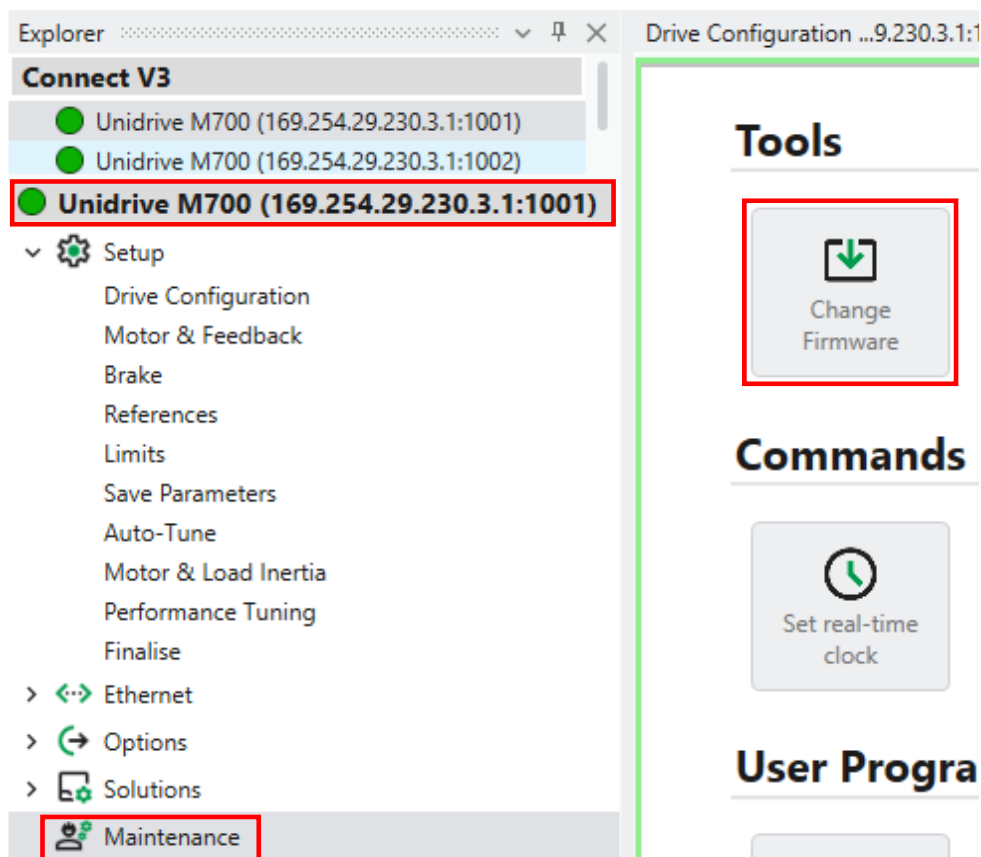 Explorer
Connect V3
Unidrive M700 (169.254.29.230.3.1:1001)
Unidrive M700 (169.254.29.230.3.1:1002)
Unidrive M700 (169.254.29.230.3.1:1001)
Setup
Drive Configuration
Motor & Feedback
Brake
References
Limits
Save Parameters
Auto-Tune
Motor & Load Inertia
Performance Tuning
Finalise
Ethernet
Options
Solutions
Maintenance
Drive Configuration ...9.230.3.1:1
Tools
Change
Firmware
Commands
Set real-time
clock
User Progra